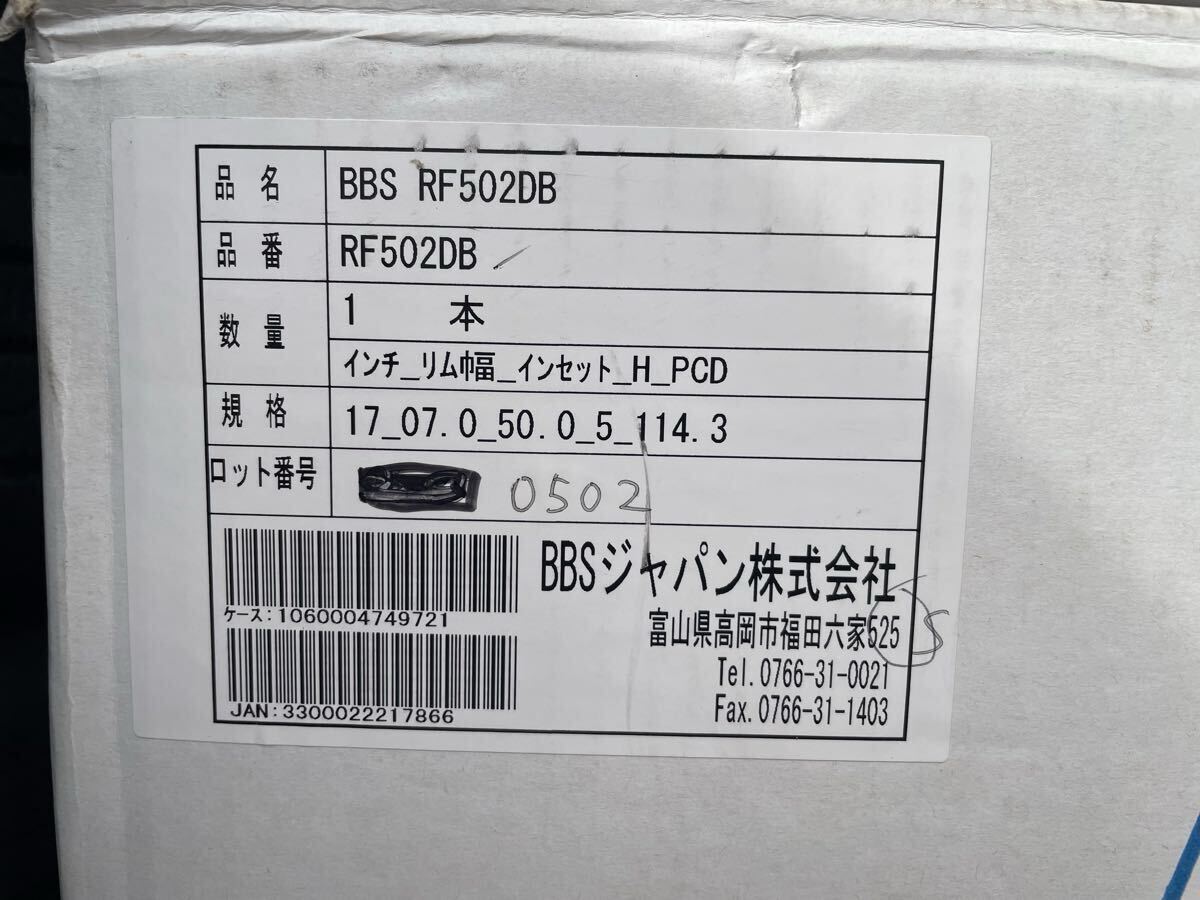 品 名 BBS RF502DB
品 番 RF502DB
数 量 1 本
インチ_リム巾幅_インセット_H_PCD
規 格 17_07.0_50.0_5_114.3
ロット番号 0502
BBSジャパン株式会社
富山県高岡市福田六家525
Tel.0766-31-0021
Fax.0766-31-1403
ケース:1060004749721
JAN:3300022217866